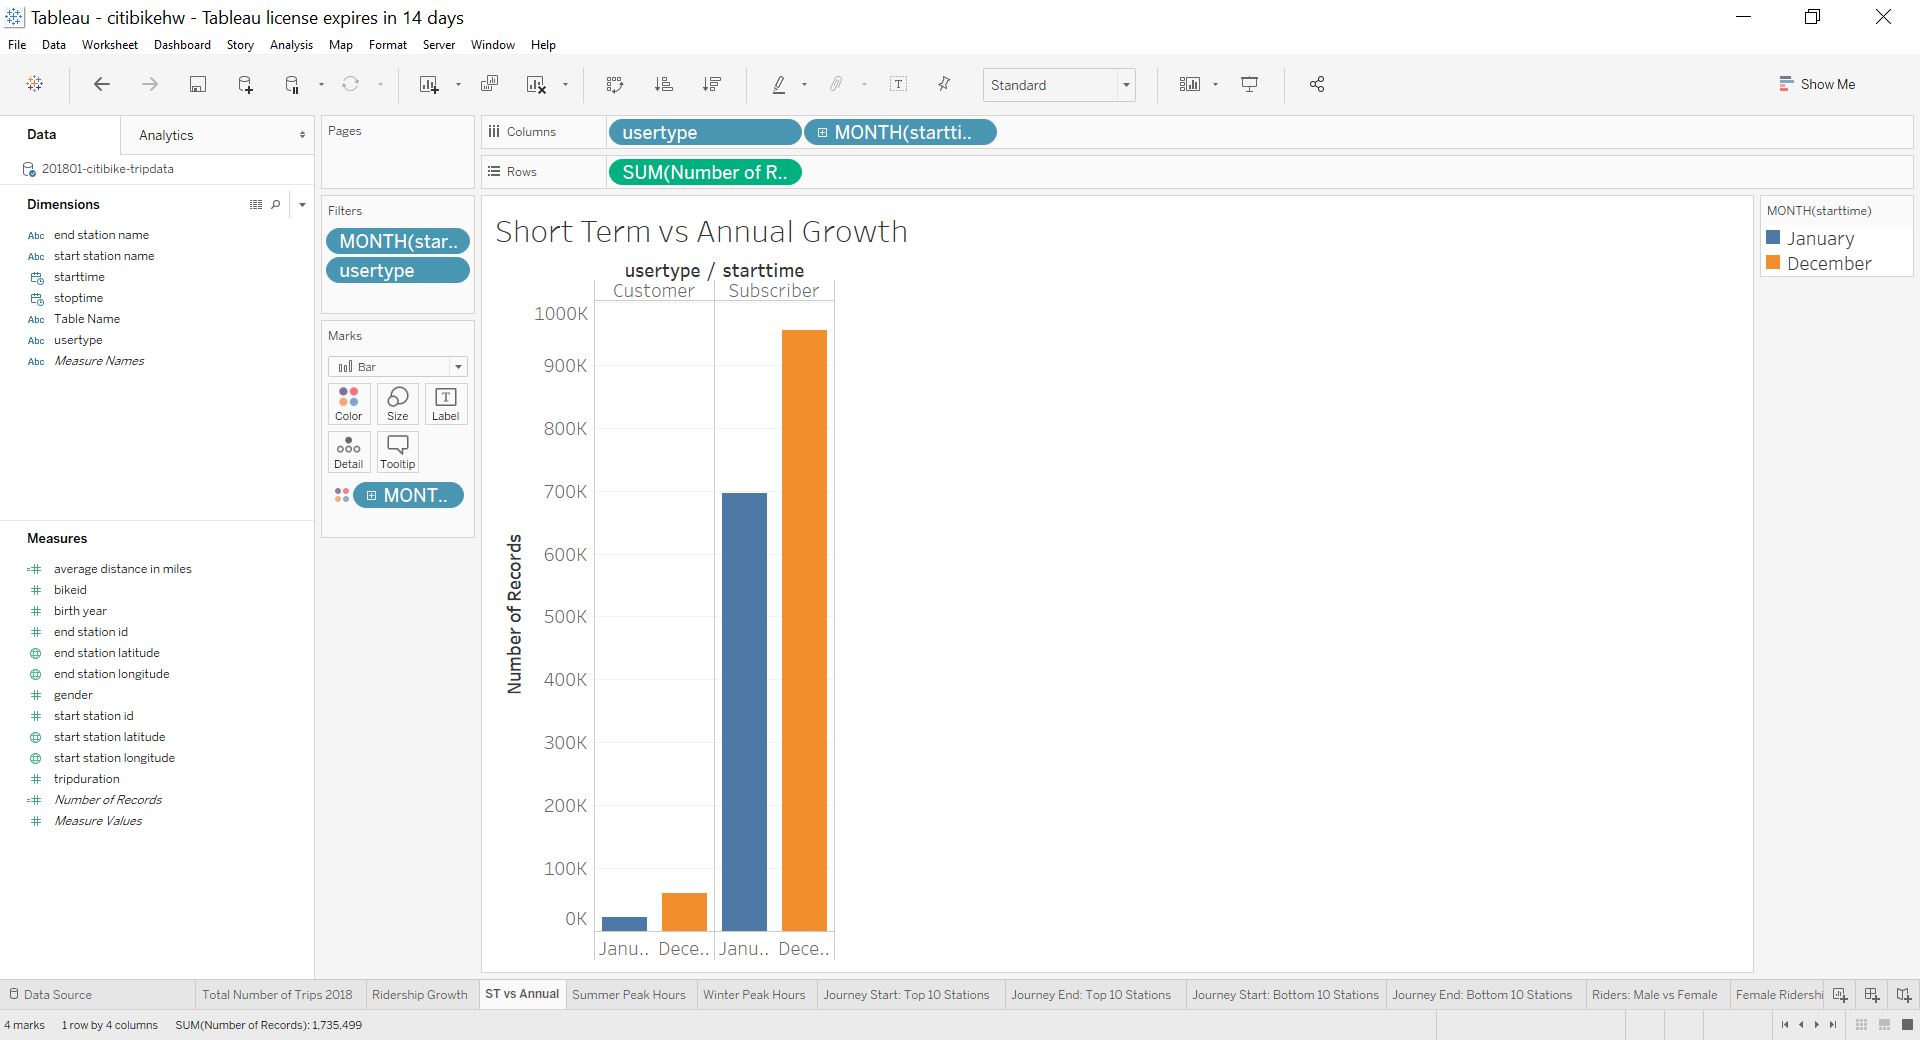 Tableau - citibikehw - Tableau license expires in 14 days
File Data Worksheet Dashboard Story Analysis Map Format Server Window Help
Standard
Show Me
Data
Analytics
201801-citibike-tripdata
Dimensions
Abc end station name
Abc start station name
starttime
stoptime
Abc Table Name
Abc usertype
Abc Measure Names
Measures
average distance in miles
bikeid
birth year
end station id
end station latitude
end station longitude
gender
start station id
start station latitude
start station longitude
tripduration
Number of Records
Measure Values
Pages
Filters
MONTH(star..
usertype
Marks
Bar
Color Size Label
Detail Tooltip
MONT..
Columns usertype MONTH(startti..
Rows SUM(Number of R..
Short Term vs Annual Growth
usertype / starttime
Customer Subscriber
1000K
900K
800K
700K
600K
500K
400K
300K
200K
100K
0K
Number of Records
Janu.. Dece.. Janu.. Dece..
MONTH(starttime)
January
December
Data Source Total Number of Trips 2018 Ridership Growth ST vs Annual Summer Peak Hours Winter Peak Hours Journey Start: Top 10 Stations Journey End: Top 10 Stations Journey Start: Bottom 10 Stations Journey End: Bottom 10 Stations Riders: Male vs Female Female Ridershi
4 marks 1 row by 4 columns SUM(Number of Records): 1,735,499